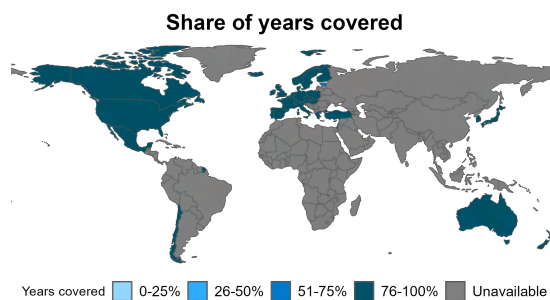 Share of years covered
Years covered 0-25% 26-50% 51-75% 76-100% Unavailable